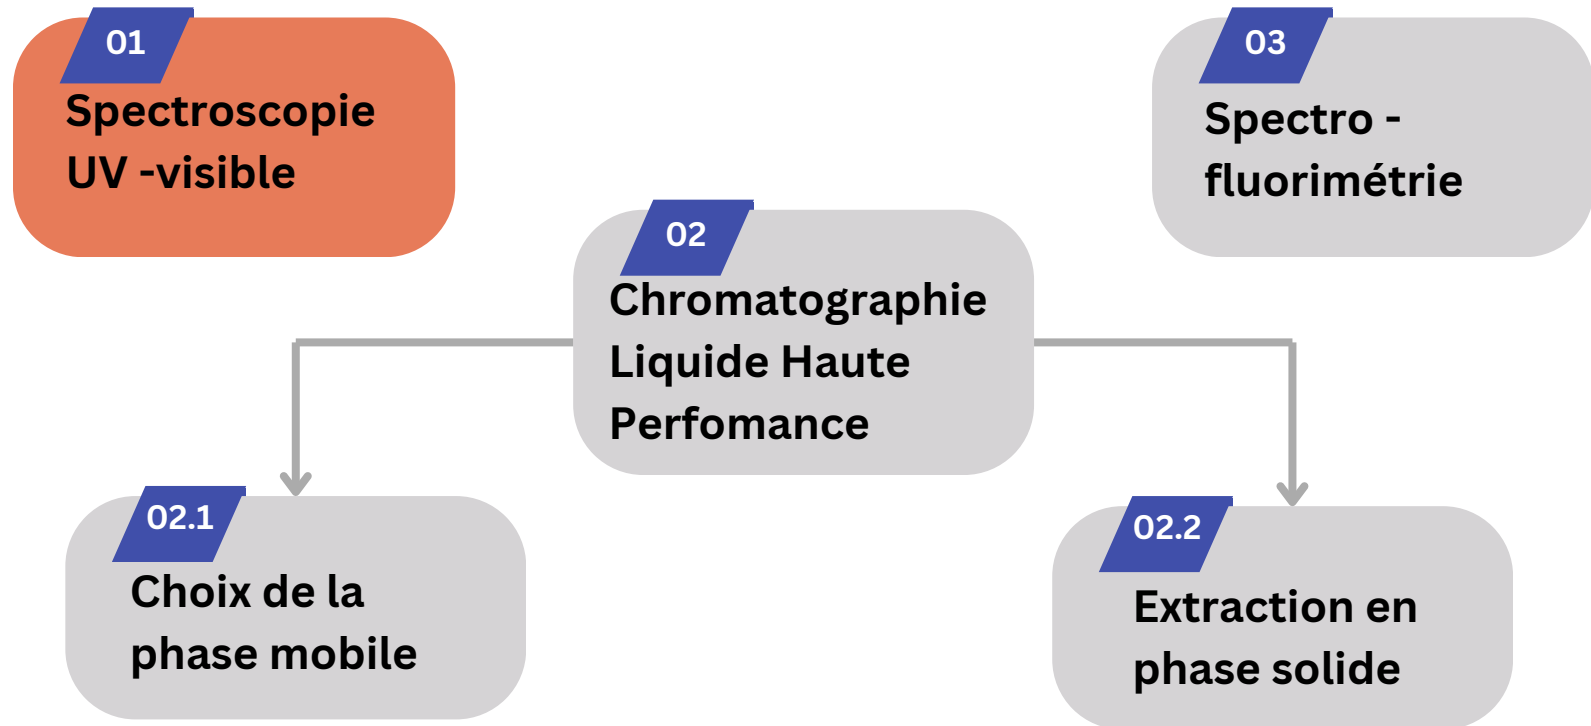 01
Spectroscopie
UV -visible
02
Chromatographie
Liquide Haute
Perfomance
03
Spectro -
fluorimétrie
02.1
Choix de la
phase mobile
02.2
Extraction en
phase solide